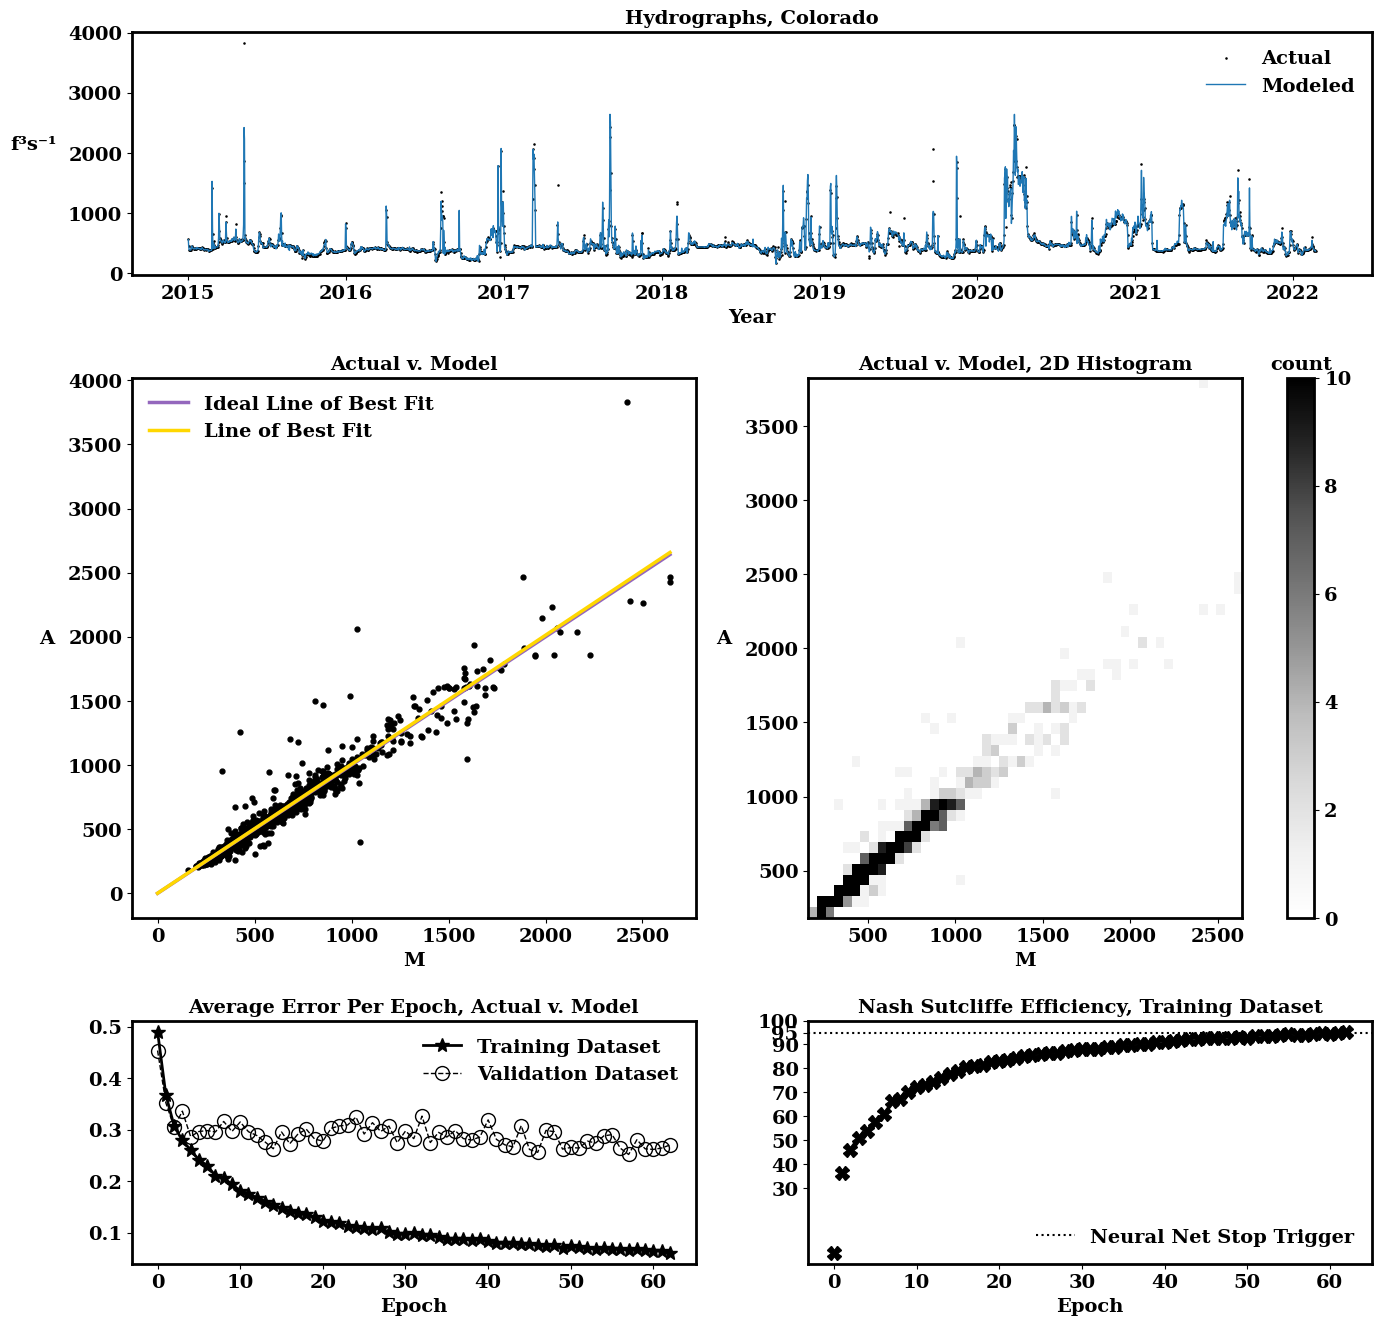 Hydrographs, Colorado
4000
3000
2000
1000
0
f³s⁻¹
Actual
Modeled
2015 2016 2017 2018 2019 2020 2021 2022
Year
Actual v. Model
4000
3500
3000
2500
2000
1500
1000
500
0
A
Ideal Line of Best Fit
Line of Best Fit
0 500 1000 1500 2000 2500
M
Actual v. Model, 2D Histogram
3500
3000
2500
2000
1500
1000
500
A
500 1000 1500 2000 2500
M
count
10
8
6
4
2
0
Average Error Per Epoch, Actual v. Model
0.5
0.4
0.3
0.2
0.1
Training Dataset
Validation Dataset
0 10 20 30 40 50 60
Epoch
Nash Sutcliffe Efficiency, Training Dataset
100
95
90
80
70
60
50
40
30
Neural Net Stop Trigger
0 10 20 30 40 50 60
Epoch